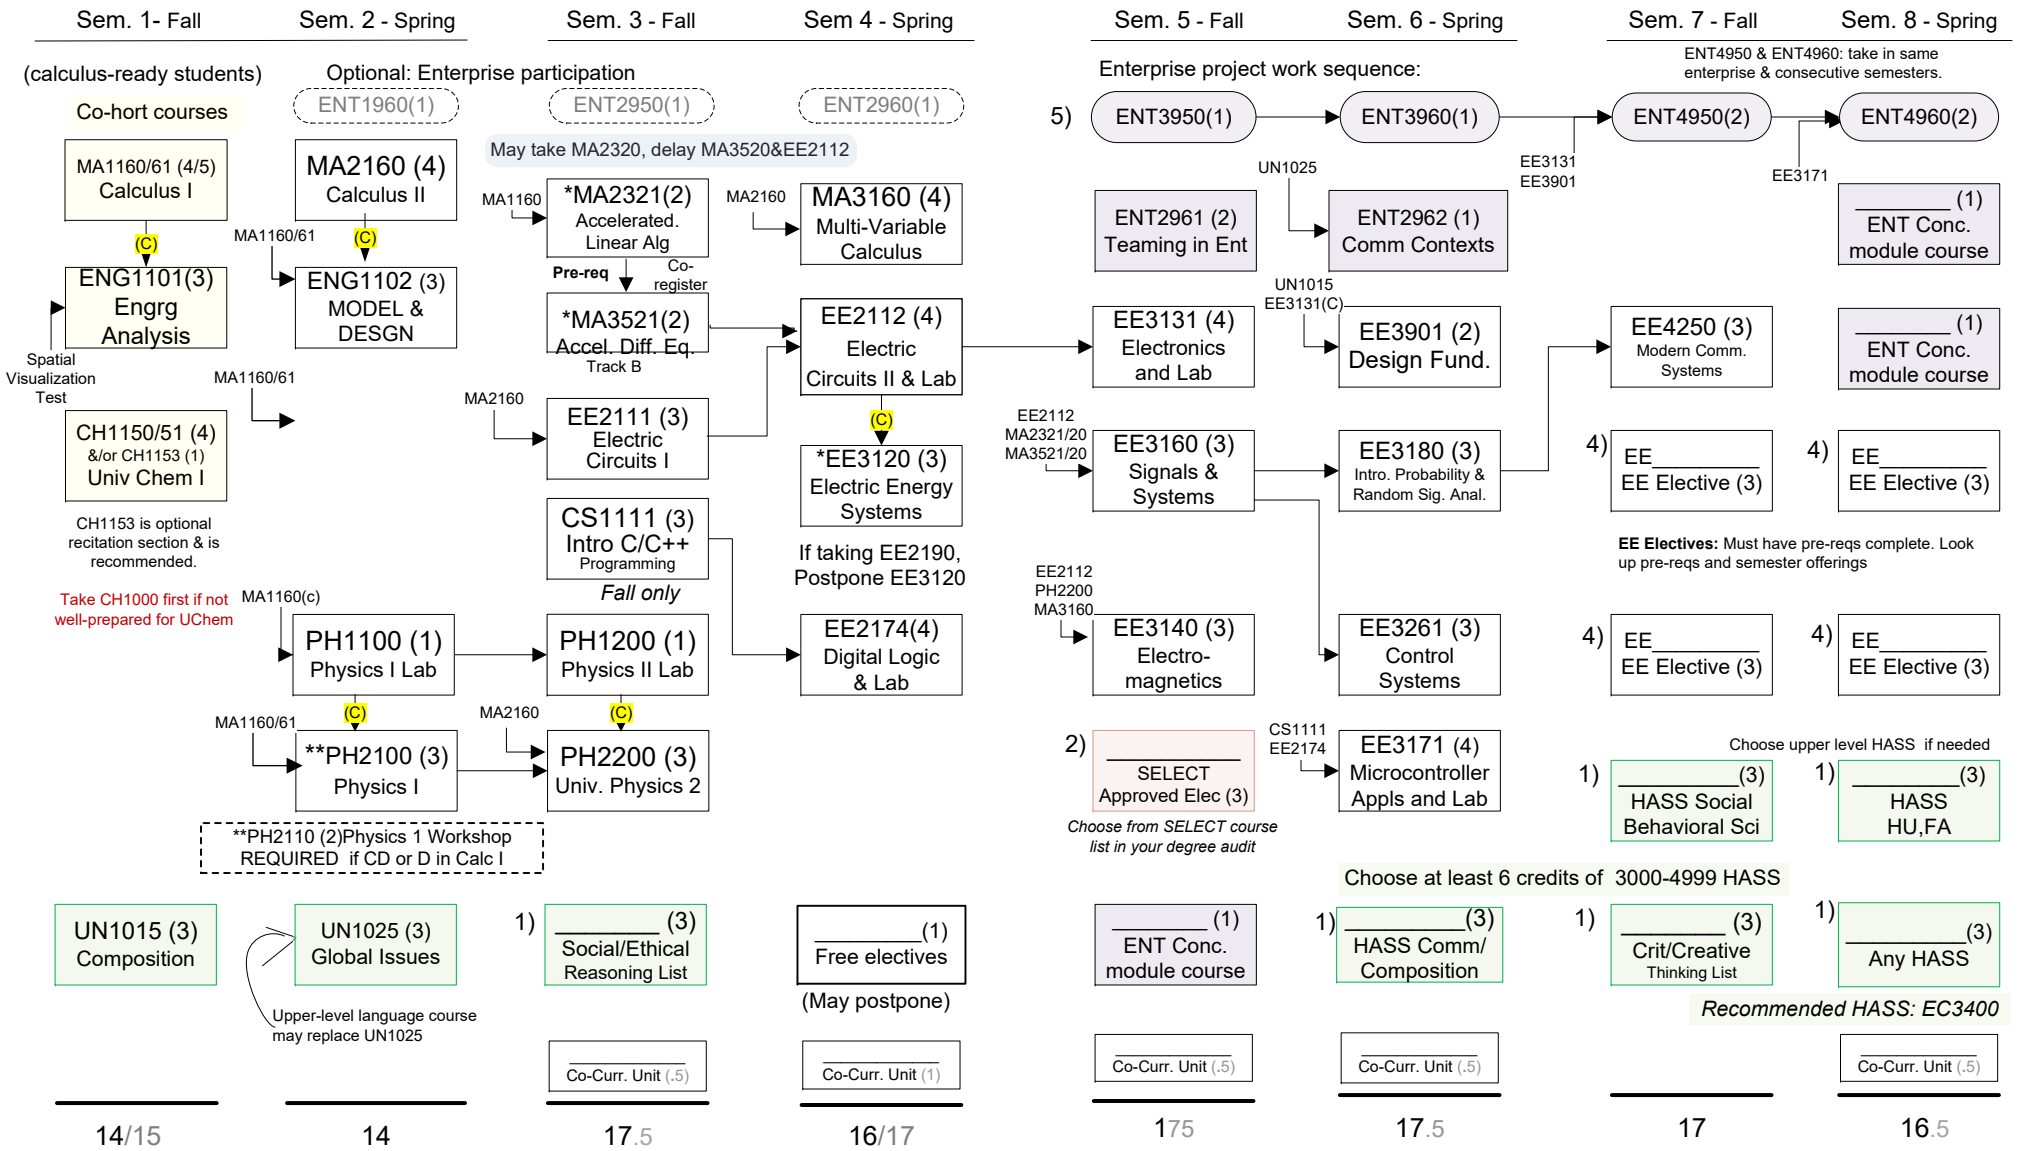 Sem. 1- Fall
Sem. 2 - Spring
Sem. 3 - Fall
Sem 4 - Spring
Sem. 5 - Fall
Sem. 6 - Spring
Sem. 7 - Fall
Sem. 8 - Spring
(calculus-ready students)
Optional: Enterprise participation
Enterprise project work sequence:
ENT4950 & ENT4960: take in same
enterprise & consecutive semesters.
Co-hort courses
ENT1960(1)
ENT2950(1)
ENT2960(1)
5)
ENT3950(1)
ENT3960(1)
ENT4950(2)
ENT4960(2)
May take MA2320, delay MA3520&EE2112
EE3131
EE3901
EE3171
UN1025
MA1160/61 (4/5)
Calculus I
(C)
MA2160 (4)
Calculus II
(C)
MA1160
*MA2321(2)
Accelerated.
Linear Alg
Pre-req
Co-
register
MA2160
MA3160 (4)
Multi-Variable
Calculus
ENT2961 (2)
Teaming in Ent
ENT2962 (1)
Comm Contexts
_________ (1)
ENT Conc.
module course
MA1160/61
ENG1101(3)
Engrg
Analysis
Spatial
Visualization
Test
ENG1102 (3)
MODEL &
DESGN
*MA3521(2)
Accel. Diff. Eq.
Track B
EE2112 (4)
Electric
Circuits II & Lab
(C)
EE3131 (4)
Electronics
and Lab
UN1015
EE3131(C)
EE3901 (2)
Design Fund.
EE4250 (3)
Modern Comm.
Systems
_________ (1)
ENT Conc.
module course
MA1160/61
CH1150/51 (4)
&/or CH1153 (1)
Univ Chem I
MA2160
EE2111 (3)
Electric
Circuits I
*EE3120 (3)
Electric Energy
Systems
EE2112
MA2321/20
MA3521/20
EE3160 (3)
Signals &
Systems
EE3180 (3)
Intro. Probability &
Random Sig. Anal.
4)
EE_________
EE Elective (3)
4)
EE_________
EE Elective (3)
CH1153 is optional
recitation section & is
recommended.
CS1111 (3)
Intro C/C++
Programming
Fall only
If taking EE2190,
Postpone EE3120
EE Electives: Must have pre-reqs complete. Look
up pre-reqs and semester offerings
Take CH1000 first if not
well-prepared for UChem
MA1160(c)
PH1100 (1)
Physics I Lab
(C)
PH1200 (1)
Physics II Lab
(C)
EE2174(4)
Digital Logic
& Lab
EE2112
PH2200
MA3160
EE3140 (3)
Electro-
magnetics
EE3261 (3)
Control
Systems
4)
EE_________
EE Elective (3)
4)
EE_________
EE Elective (3)
MA1160/61
**PH2100 (3)
Physics I
MA2160
PH2200 (3)
Univ. Physics 2
2)
____________
SELECT
Approved Elec (3)
Choose from SELECT course
list in your degree audit
CS1111
EE2174
EE3171 (4)
Microcontroller
Appls and Lab
Choose upper level HASS if needed
1)
__________(3)
HASS Social
Behavioral Sci
1)
__________(3)
HASS
HU,FA
**PH2110 (2)Physics 1 Workshop
REQUIRED if CD or D in Calc I
Choose at least 6 credits of 3000-4999 HASS
UN1015 (3)
Composition
UN1025 (3)
Global Issues
Upper-level language course
may replace UN1025
1)
________ (3)
Social/Ethical
Reasoning List
_________(1)
Free electives
(May postpone)
_________ (1)
ENT Conc.
module course
1)
__________(3)
HASS Comm/
Composition
1)
_________ (3)
Crit/Creative
Thinking List
1)
__________(3)
Any HASS
Recommended HASS: EC3400
____________
Co-Curr. Unit (.5)
____________
Co-Curr. Unit (1)
____________
Co-Curr. Unit (.5)
____________
Co-Curr. Unit (.5)
____________
Co-Curr. Unit (.5)
14/15
14
17.5
16/17
175
17.5
17
16.5